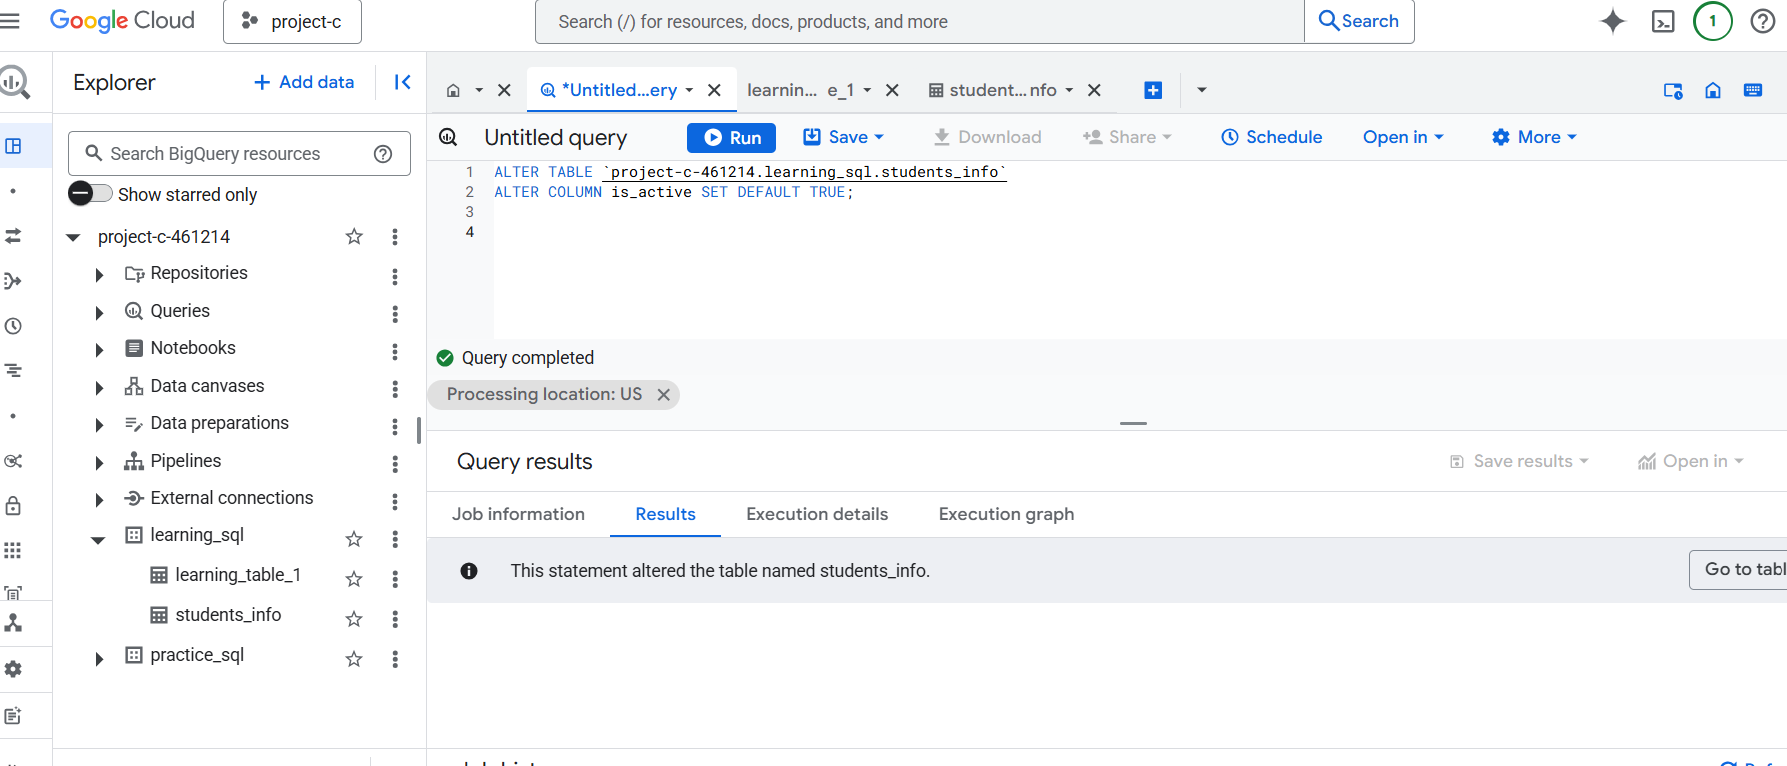 Google Cloud
project-c
Search (/) for resources, docs, products, and more
Search
1
Explorer
+ Add data
*Untitled...ery
learnin... e_1
student...nfo
Search BigQuery resources
Untitled query
Run
Save
Download
Share
Schedule
Open in
More
Show starred only
1 ALTER TABLE `project-c-461214.learning_sql.students_info`
2 ALTER COLUMN is_active SET DEFAULT TRUE;
3
4
project-c-461214
Repositories
Queries
Notebooks
Data canvases
Data preparations
Pipelines
External connections
learning_sql
learning_table_1
students_info
practice_sql
Query completed
Processing location: US
Query results
Save results
Open in
Job information
Results
Execution details
Execution graph
This statement altered the table named students_info.
Go to tabl